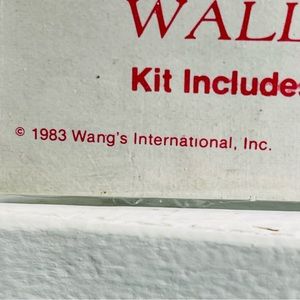 WALL
Kit Includes
© 1983 Wang's International, Inc.